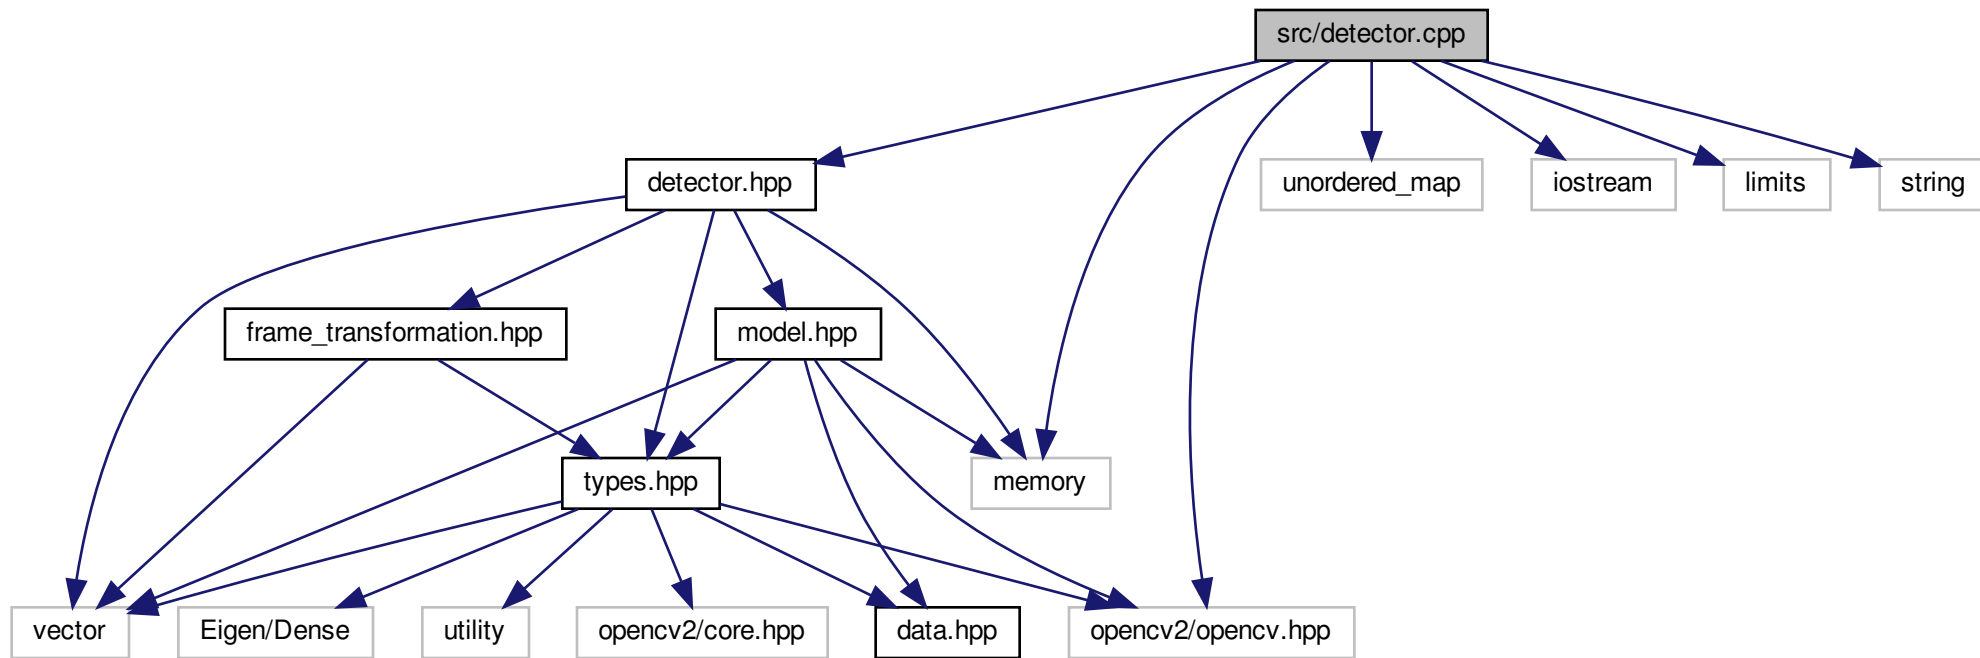 src/detector.cpp
detector.hpp
unordered_map
iostream
limits
string
frame_transformation.hpp
model.hpp
types.hpp
memory
vector
Eigen/Dense
utility
opencv2/core.hpp
data.hpp
opencv2/opencv.hpp